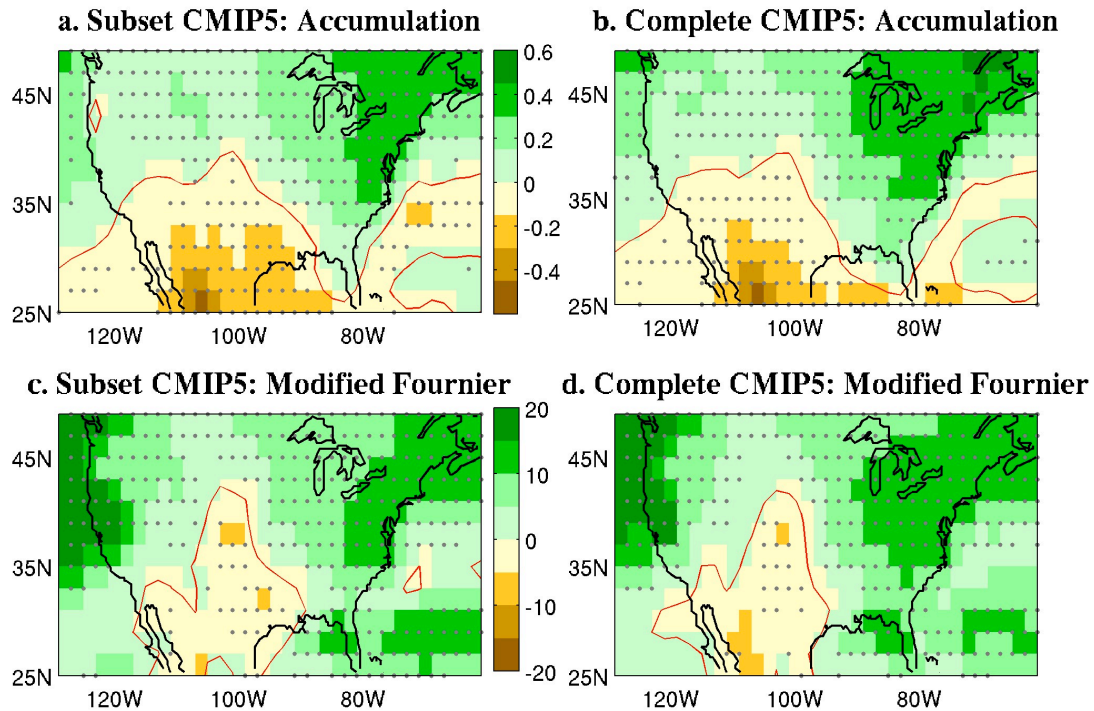 a. Subset CMIP5: Accumulation
b. Complete CMIP5: Accumulation
45N
35N
25N
120W
100W
80W
0.6
0.4
0.2
0
-0.2
-0.4
45N
35N
25N
120W
100W
80W
c. Subset CMIP5: Modified Fournier
d. Complete CMIP5: Modified Fournier
45N
35N
25N
120W
100W
80W
20
10
0
-10
-20
45N
35N
25N
120W
100W
80W